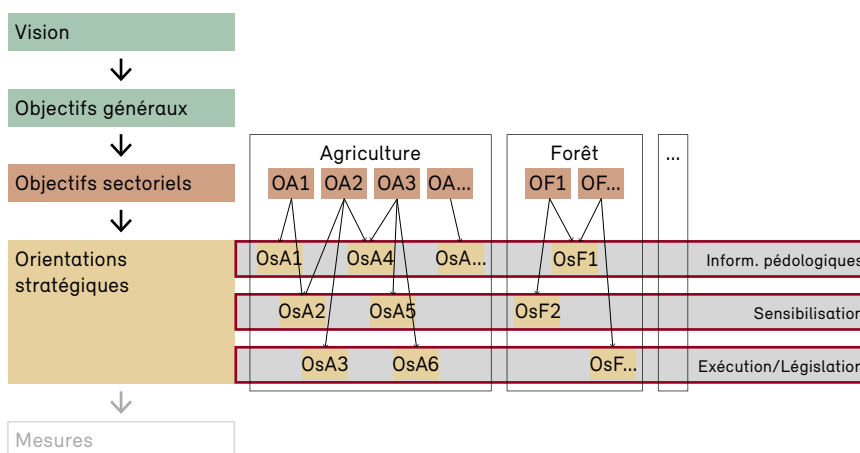 Vision
Objectifs généraux
Objectifs sectoriels
Orientations
stratégiques
Mesures
Agriculture
Forêt
...
OA1 OA2 OA3 OA...
OF1 OF...
OsA1 OsA4 OsA... OsF1 Inform. pédologiques
OsA2 OsA5 OsF2 Sensibilisation
OsA3 OsA6 OsF... Exécution/Législation